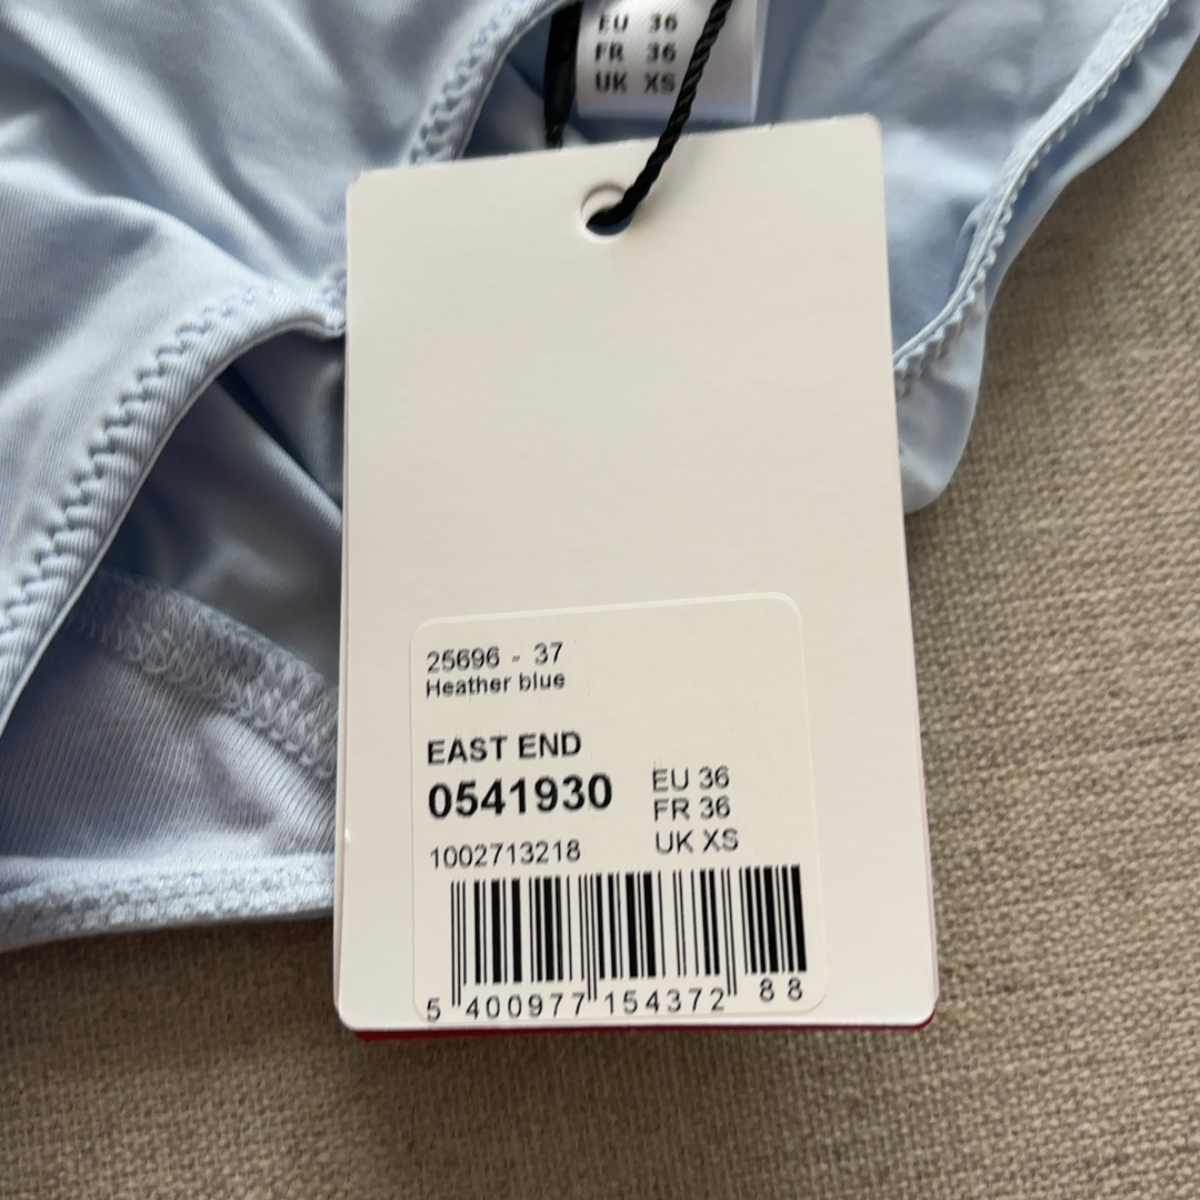 EU 36
FR 36
UK XS
25696 - 37
Heather blue
EAST END
0541930
EU 36
FR 36
UK XS
1002713218
5 400977 154372 88